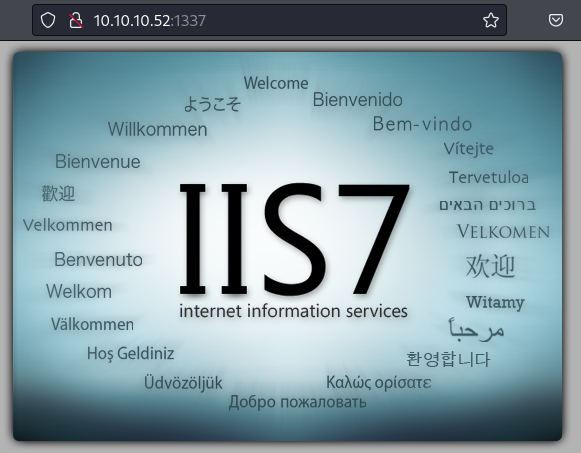 10.10.10.52:1337
Welcome
ようこそ
Bienvenido
Willkommen
Bem-vindo
Vítejte
Bienvenue
Tervetuloa
歡迎
ברוכים הבאים
Velkommen
VELKOMEN
IIS7
Benvenuto
欢迎
Welkom
Witamy
internet information services
Välkommen
مرحباً
Hoş Geldiniz
환영합니다
Üdvözöljük
Καλώς ορίσατε
Добро пожаловать